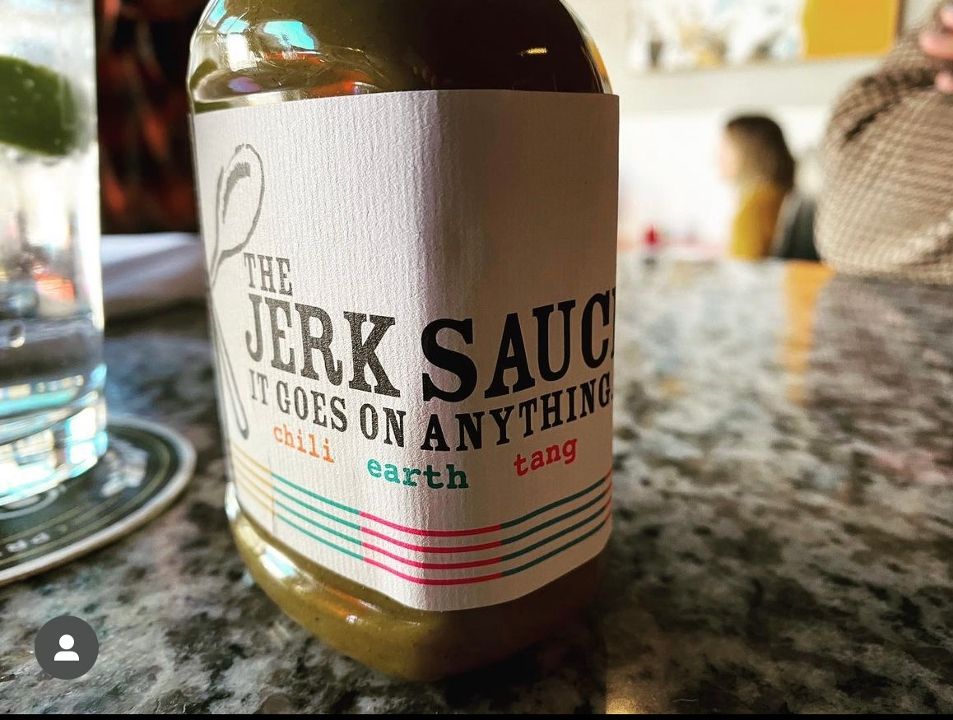 THE
JERK SAUC
IT GOES ON ANYTHING.
chili earth tang